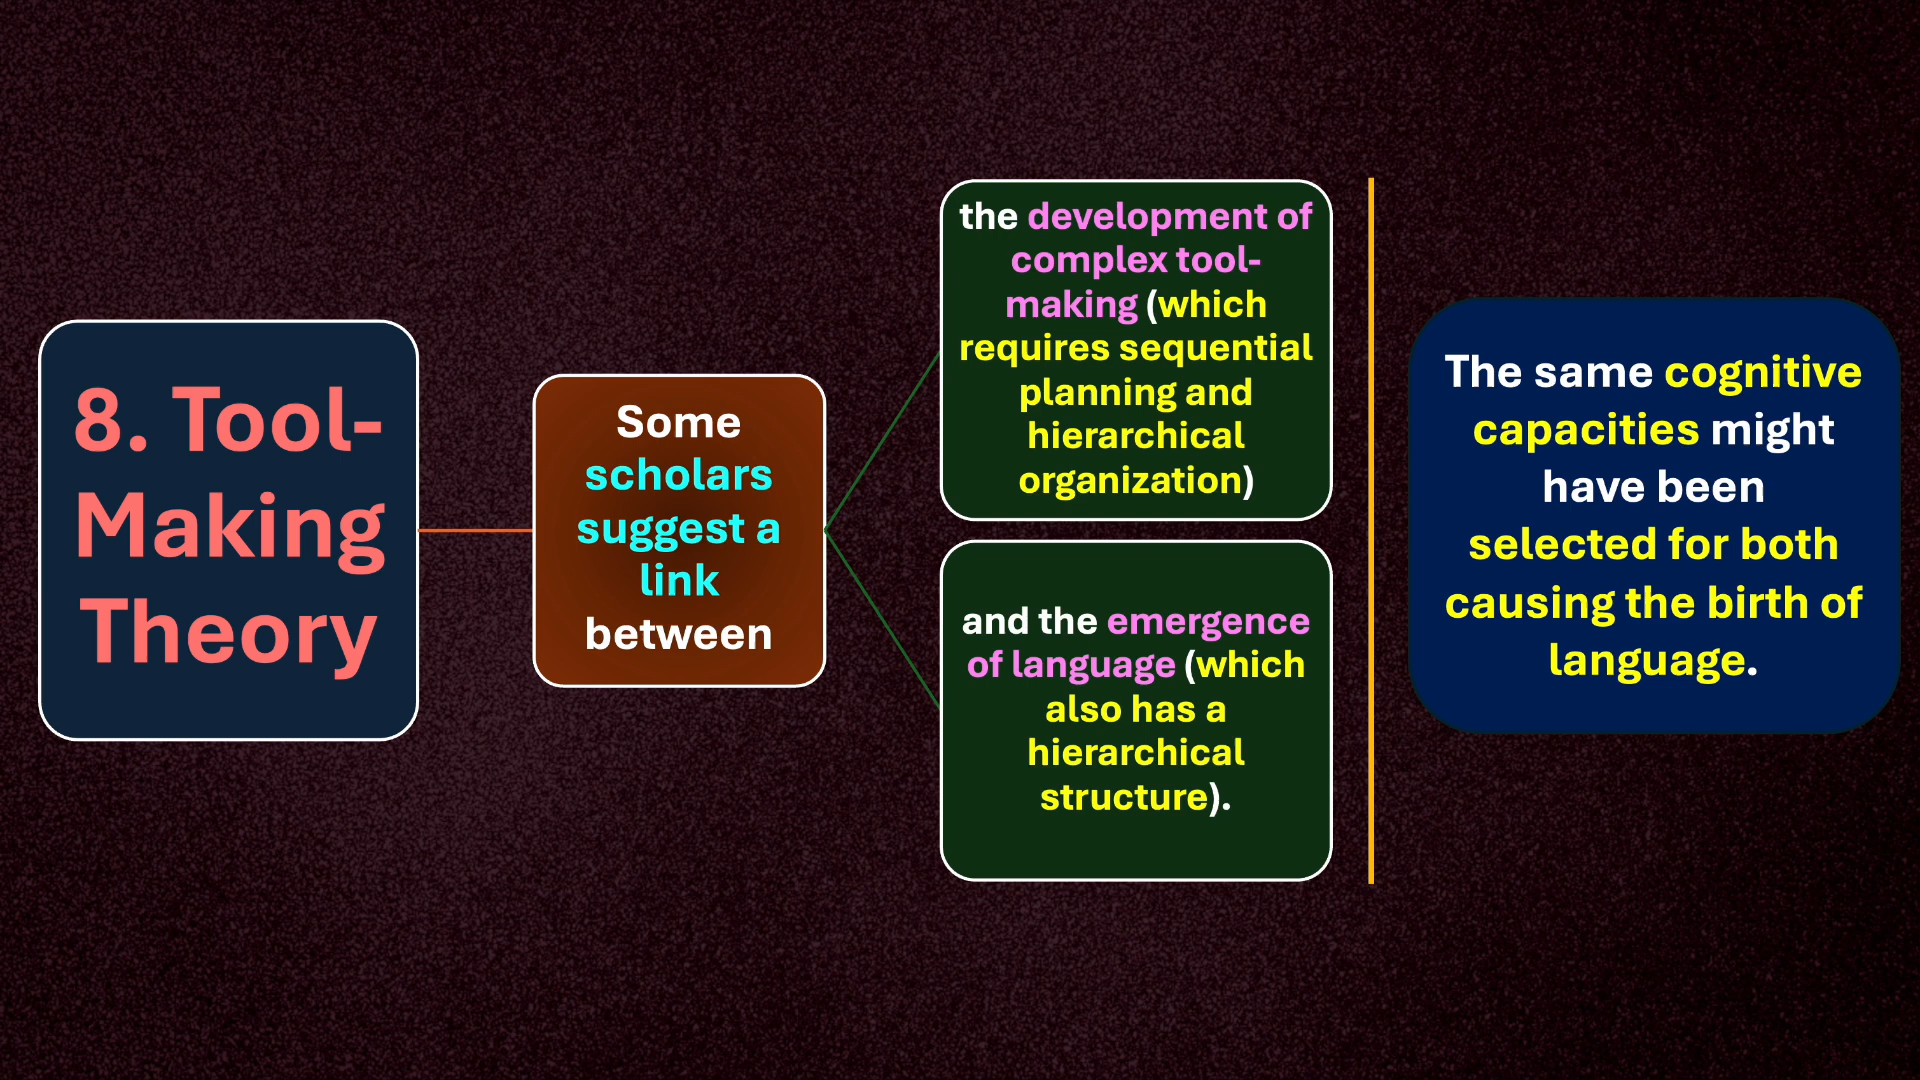 8. Tool-
Making
Theory
Some
scholars
suggest a
link
between
the development of
complex tool-
making (which
requires sequential
planning and
hierarchical
organization)
and the emergence
of language (which
also has a
hierarchical
structure).
The same cognitive
capacities might
have been
selected for both
causing the birth of
language.